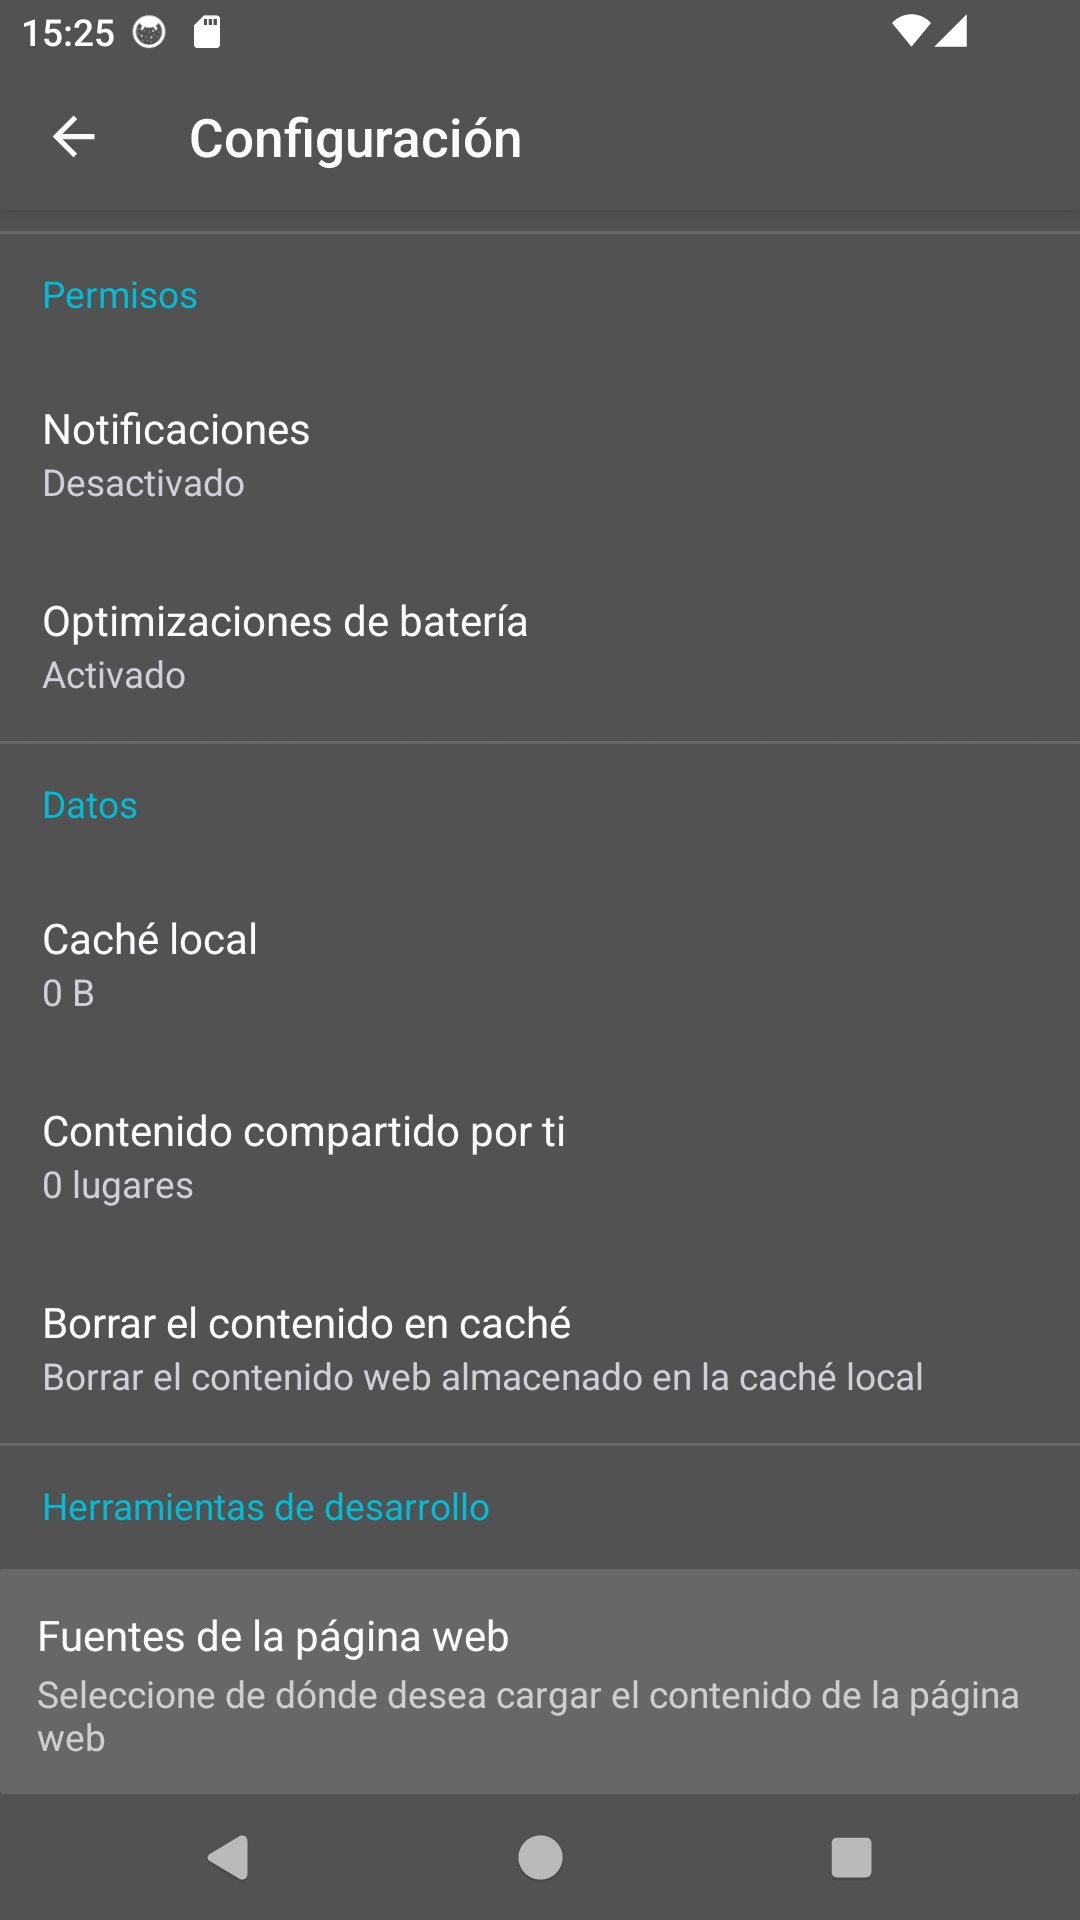 15:25
Configuración
Permisos
Notificaciones
Desactivado
Optimizaciones de batería
Activado
Datos
Caché local
0 B
Contenido compartido por ti
0 lugares
Borrar el contenido en caché
Borrar el contenido web almacenado en la caché local
Herramientas de desarrollo
Fuentes de la página web
Seleccione de dónde desea cargar el contenido de la página
web